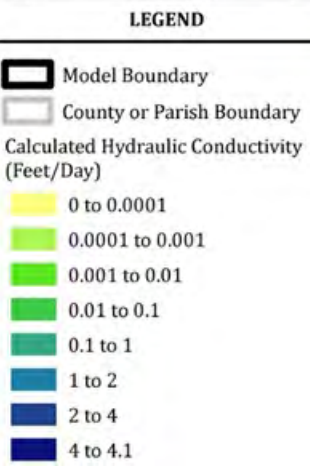 LEGEND
Model Boundary
County or Parish Boundary
Calculated Hydraulic Conductivity
(Feet/Day)
0 to 0.0001
0.0001 to 0.001
0.001 to 0.01
0.01 to 0.1
0.1 to 1
1 to 2
2 to 4
4 to 4.1